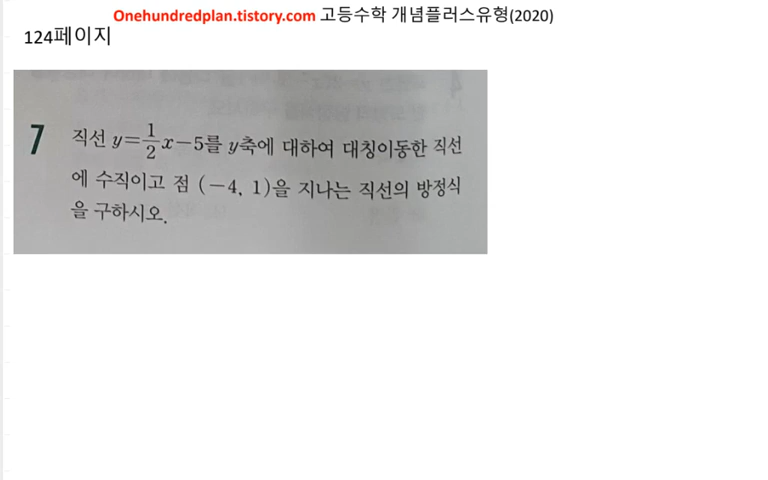 Onehundredplan.tistory.com 고등수학 개념플러스유형(2020)
124페이지
7 직선 y=1/2x-5를 y축에 대하여 대칭이동한 직선
에 수직이고 점 (-4, 1)을 지나는 직선의 방정식
을 구하시오.